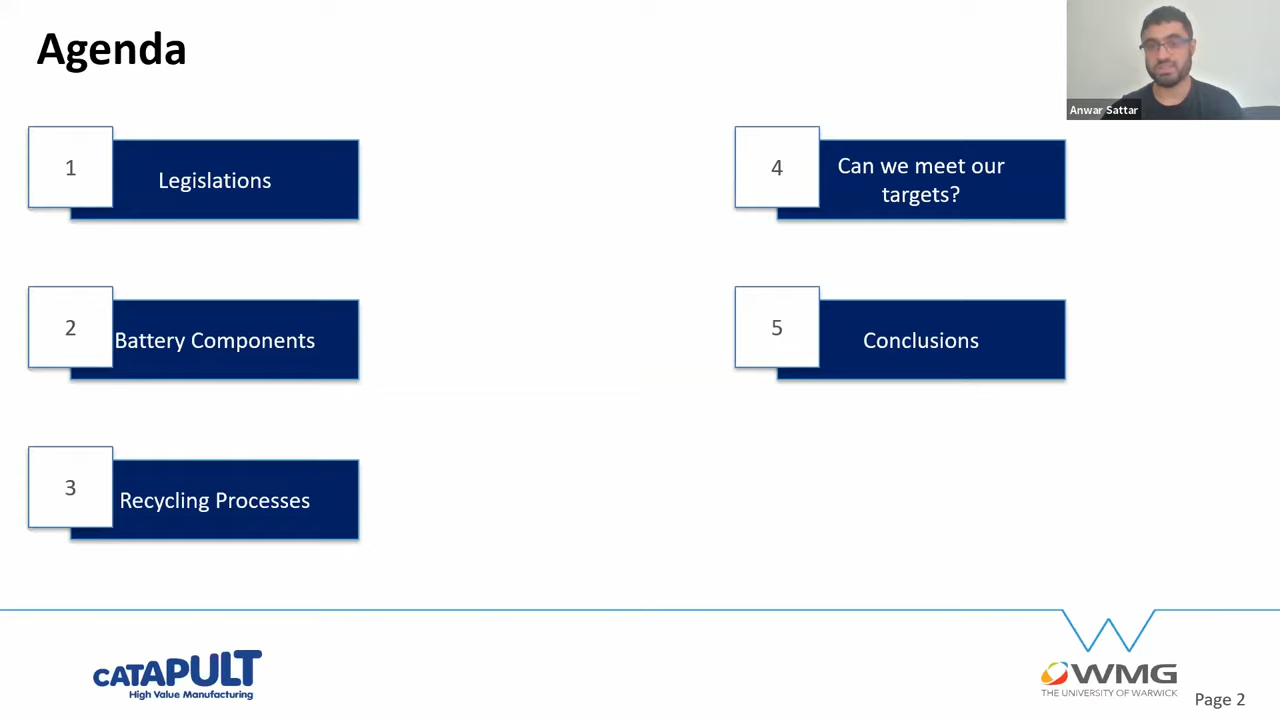 Agenda
Anwar Sattar
1
Legislations
2
Battery Components
3
Recycling Processes
4
Can we meet our
targets?
5
Conclusions
CATAPULT
High Value Manufacturing
WMG
THE UNIVERSITY OF WARWICK
Page 2